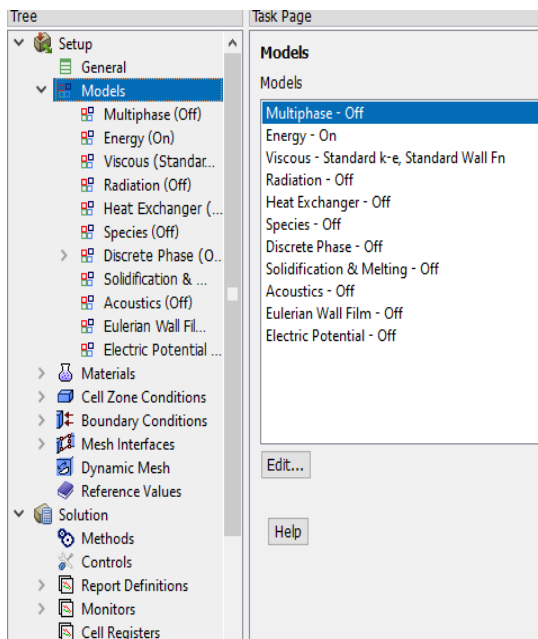 Tree
Setup
General
Models
Multiphase (Off)
Energy (On)
Viscous (Standar...
Radiation (Off)
Heat Exchanger (...
Species (Off)
Discrete Phase (O...
Solidification & ...
Acoustics (Off)
Eulerian Wall Fil...
Electric Potential ...
Materials
Cell Zone Conditions
Boundary Conditions
Mesh Interfaces
Dynamic Mesh
Reference Values
Solution
Methods
Controls
Report Definitions
Monitors
Cell Registers
Task Page
Models
Models
Multiphase - Off
Energy - On
Viscous - Standard k-e, Standard Wall Fn
Radiation - Off
Heat Exchanger - Off
Species - Off
Discrete Phase - Off
Solidification & Melting - Off
Acoustics - Off
Eulerian Wall Film - Off
Electric Potential - Off
Edit...
Help